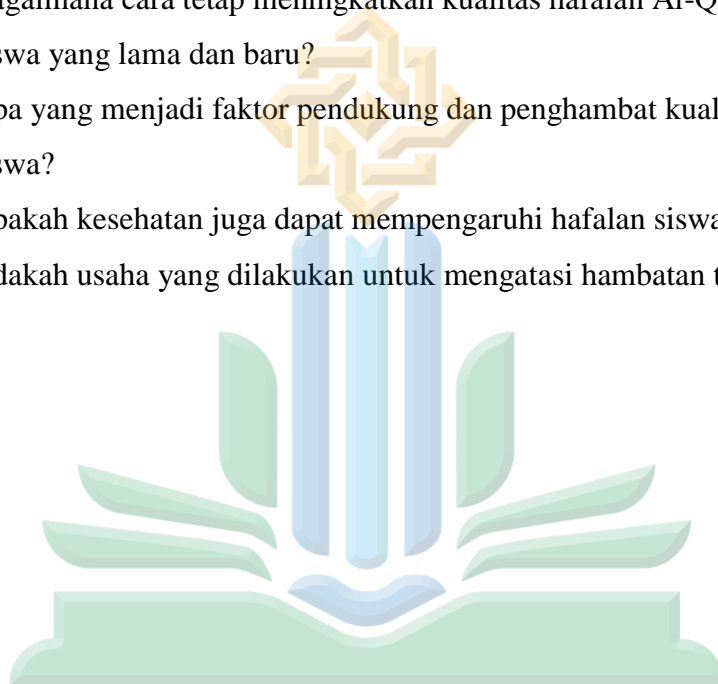 agaimana cara tetap meningkatkan kualitas hafalan Al-Q
swa yang lama dan baru?
pa yang menjadi faktor pendukung dan penghambat kual
swa?
pakah kesehatan juga dapat mempengaruhi hafalan siswa
dakah usaha yang dilakukan untuk mengatasi hambatan t